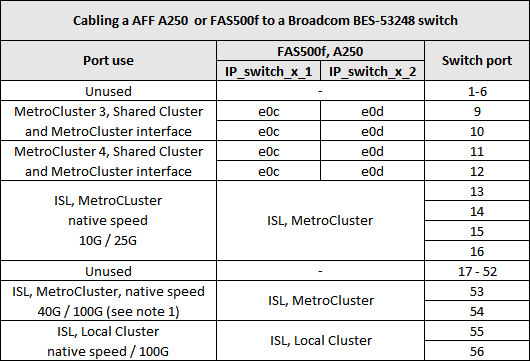 Cabling a AFF A250 or FAS500f to a Broadcom BES-53248 switch
Port use
FAS500f, A250
Switch port
IP_switch_x_1
IP_switch_x_2
Unused
-
1-6
MetroCluster 3, Shared Cluster
and MetroCluster interface
e0c
e0d
9
e0c
e0d
10
MetroCluster 4, Shared Cluster
and MetroCluster interface
e0c
e0d
11
e0c
e0d
12
ISL, MetroCLuster
native speed
10G / 25G
ISL, MetroCluster
13
14
15
16
Unused
-
17 - 52
ISL, MetroCluster, native speed
40G / 100G (see note 1)
ISL, MetroCluster
53
54
ISL, Local Cluster
native speed / 100G
ISL, Local Cluster
55
56